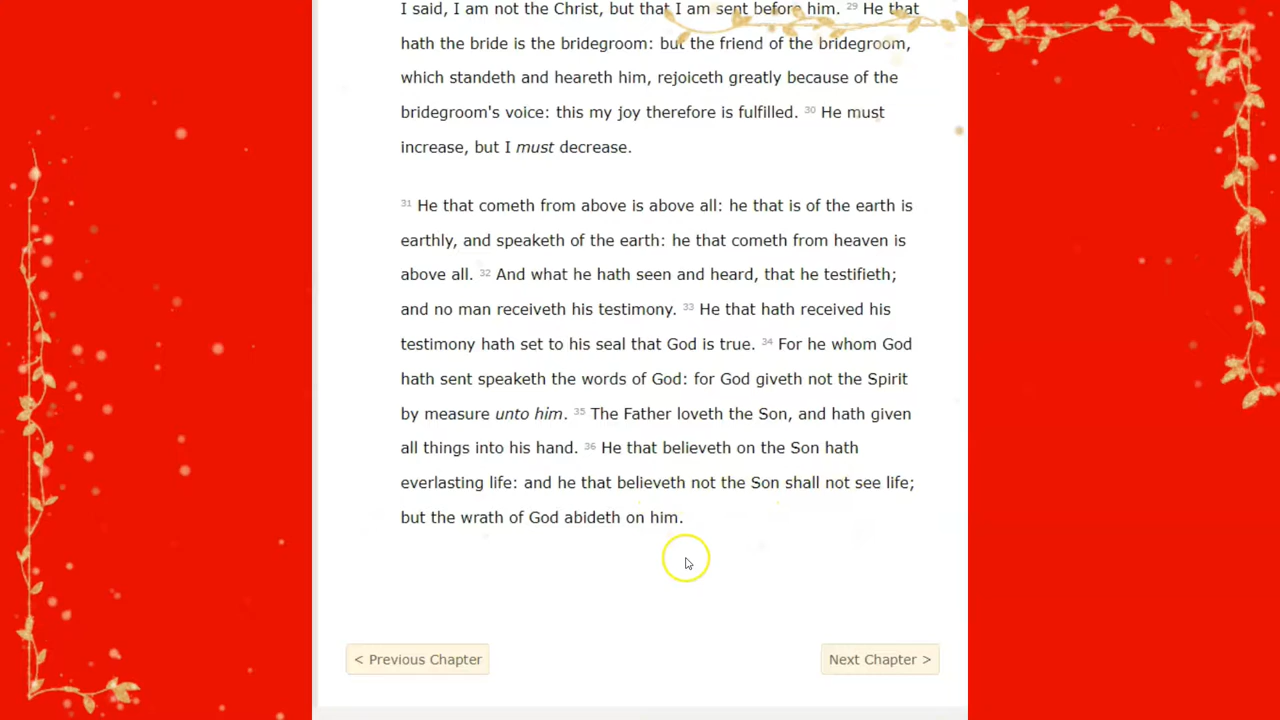 I said, I am not the Christ, but that I am sent before him. 29 He that
hath the bride is the bridegroom: but the friend of the bridegroom,
which standeth and heareth him, rejoiceth greatly because of the
bridegroom's voice: this my joy therefore is fulfilled. 30 He must
increase, but I must decrease.
31 He that cometh from above is above all: he that is of the earth is
earthly, and speaketh of the earth: he that cometh from heaven is
above all. 32 And what he hath seen and heard, that he testifieth;
and no man receiveth his testimony. 33 He that hath received his
testimony hath set to his seal that God is true. 34 For he whom God
hath sent speaketh the words of God: for God giveth not the Spirit
by measure unto him. 35 The Father loveth the Son, and hath given
all things into his hand. 36 He that believeth on the Son hath
everlasting life: and he that believeth not the Son shall not see life;
but the wrath of God abideth on him.
< Previous Chapter
Next Chapter >